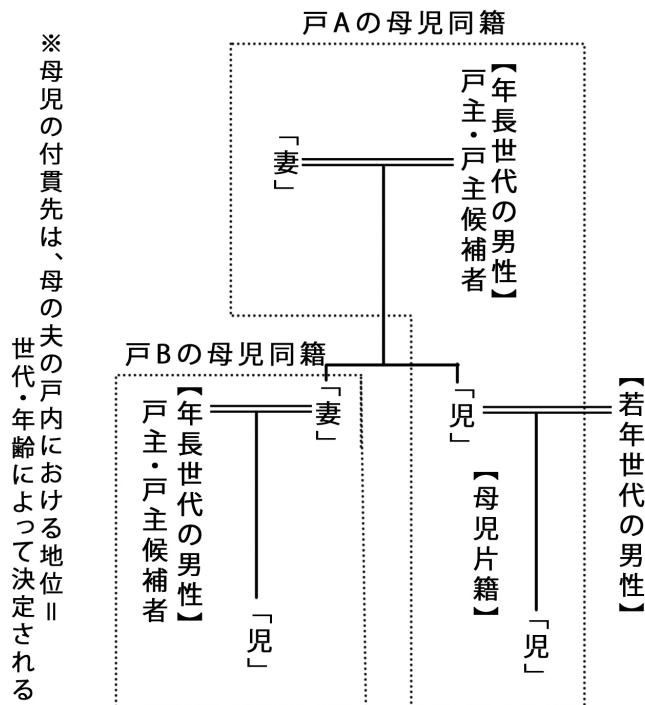 戸Aの母児同籍
【年長世代の男性】
戸主・戸主候補者
「妻」
戸Bの母児同籍
【若年世代の男性】
「児」
【母児片籍】
「児」
「妻」
【年長世代の男性】
戸主・戸主候補者
「児」
※母児の付貫先は、母の夫の戸内における地位＝
世代・年齢によって決定される